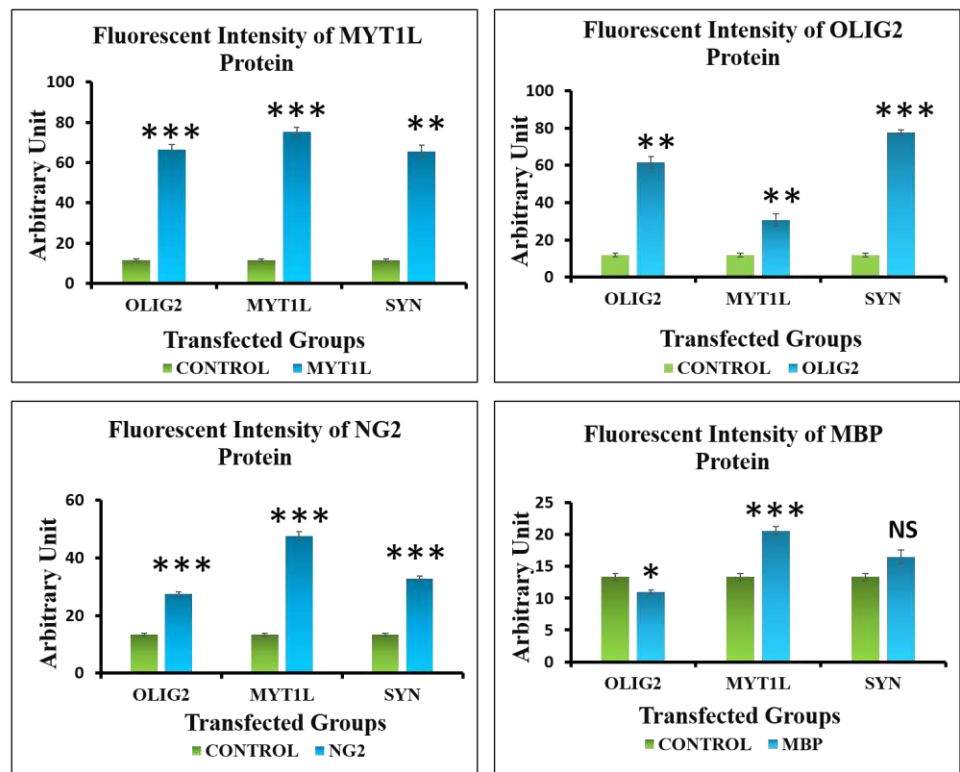 Fluorescent Intensity of MYT1L
Protein
Arbitrary Unit
100
80
60
40
20
0
***
***
**
OLIG2 MYT1L SYN
Transfected Groups
CONTROL MYT1L
Fluorescent Intensity of OLIG2
Protein
Arbitrary Unit
100
80
60
40
20
0
**
**
***
OLIG2 MYT1L SYN
Transfected Groups
CONTROL OLIG2
Fluorescent Intensity of NG2
Protein
Arbitrary Unit
60
40
20
0
***
***
***
OLIG2 MYT1L SYN
Transfected Groups
CONTROL NG2
Fluorescent Intensity of MBP
Protein
Arbitrary Unit
25
20
15
10
5
0
*
***
NS
OLIG2 MYT1L SYN
Transfected Groups
CONTROL MBP